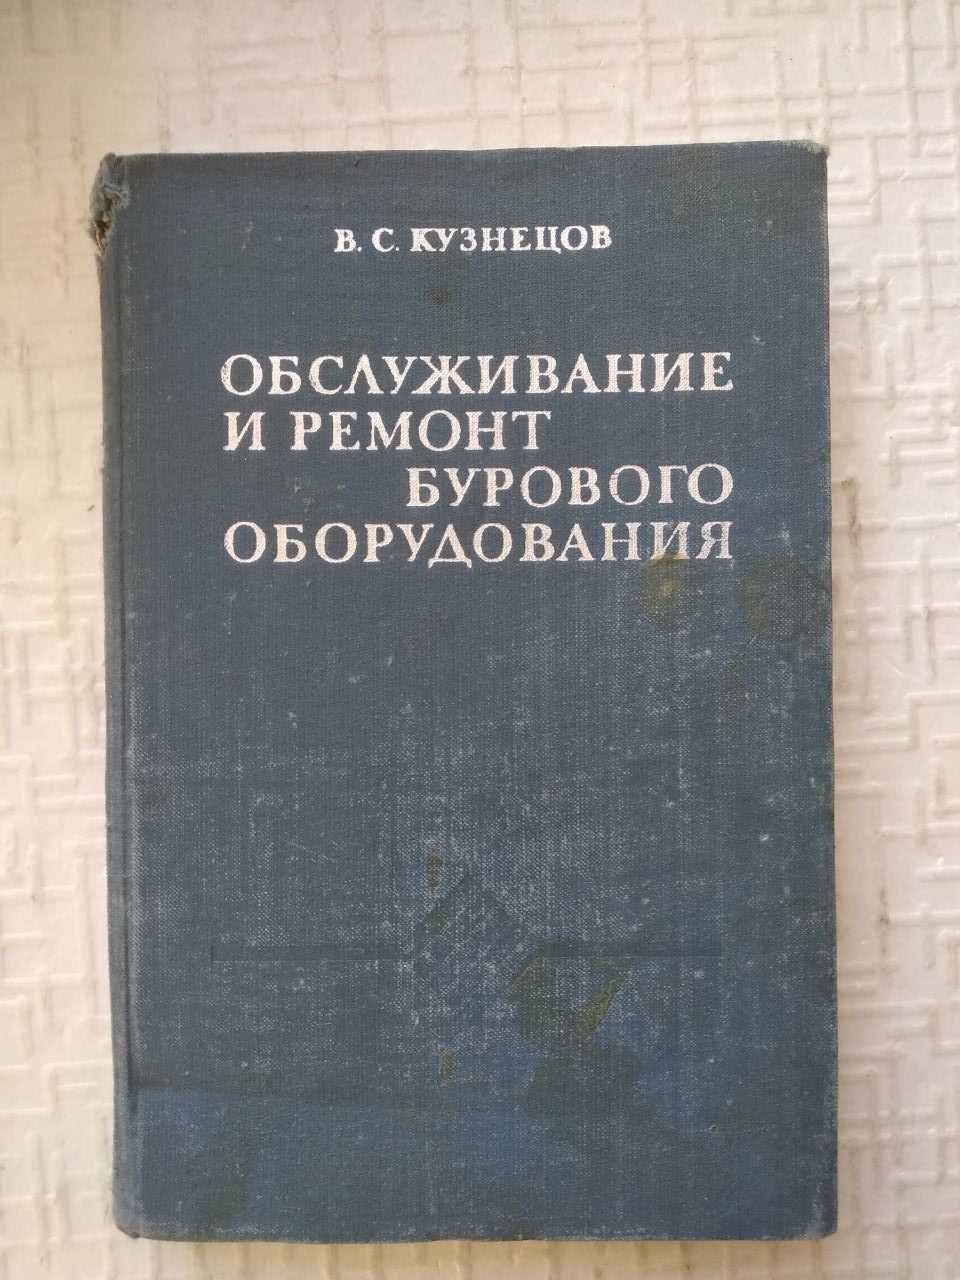 В. С. КУЗНЕЦОВ
ОБСЛУЖИВАНИЕ
И РЕМОНТ
БУРОВОГО
ОБОРУДОВАНИЯ